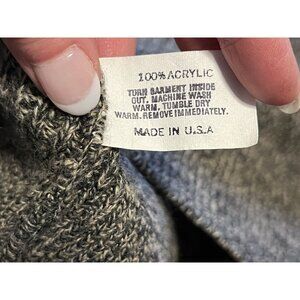 100% ACRYLIC
TURN GARMENT INSIDE
OUT. MACHINE WASH
WARM. TUMBLE DRY
WARM. REMOVE IMMEDIATELY.
MADE IN U.S.A